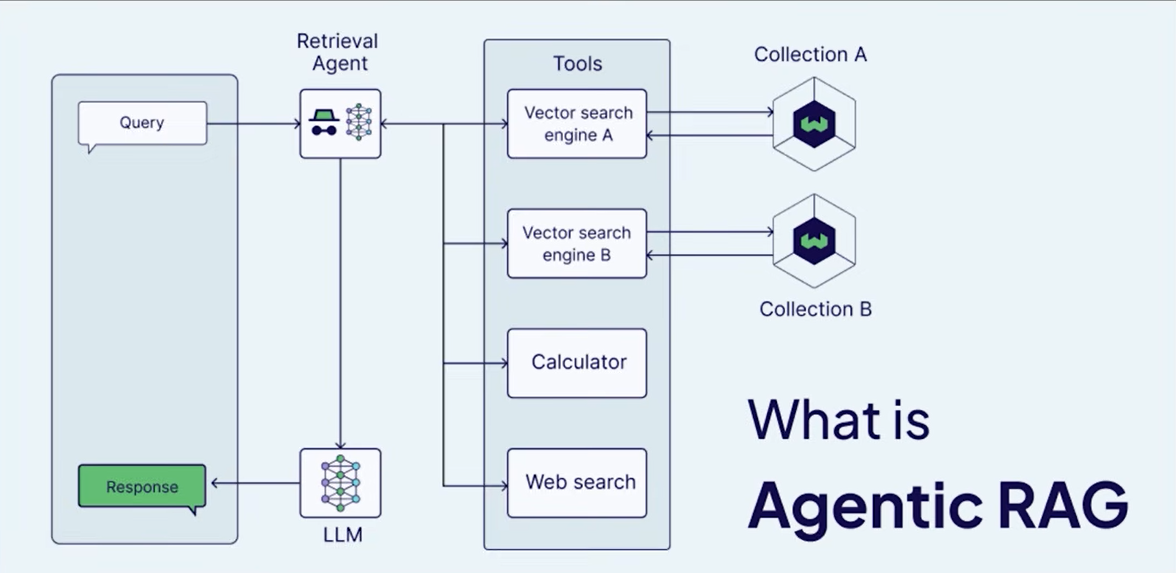 Query
Response
Retrieval
Agent
LLM
Tools
Vector search
engine A
Vector search
engine B
Calculator
Web search
Collection A
Collection B
What is
Agentic RAG